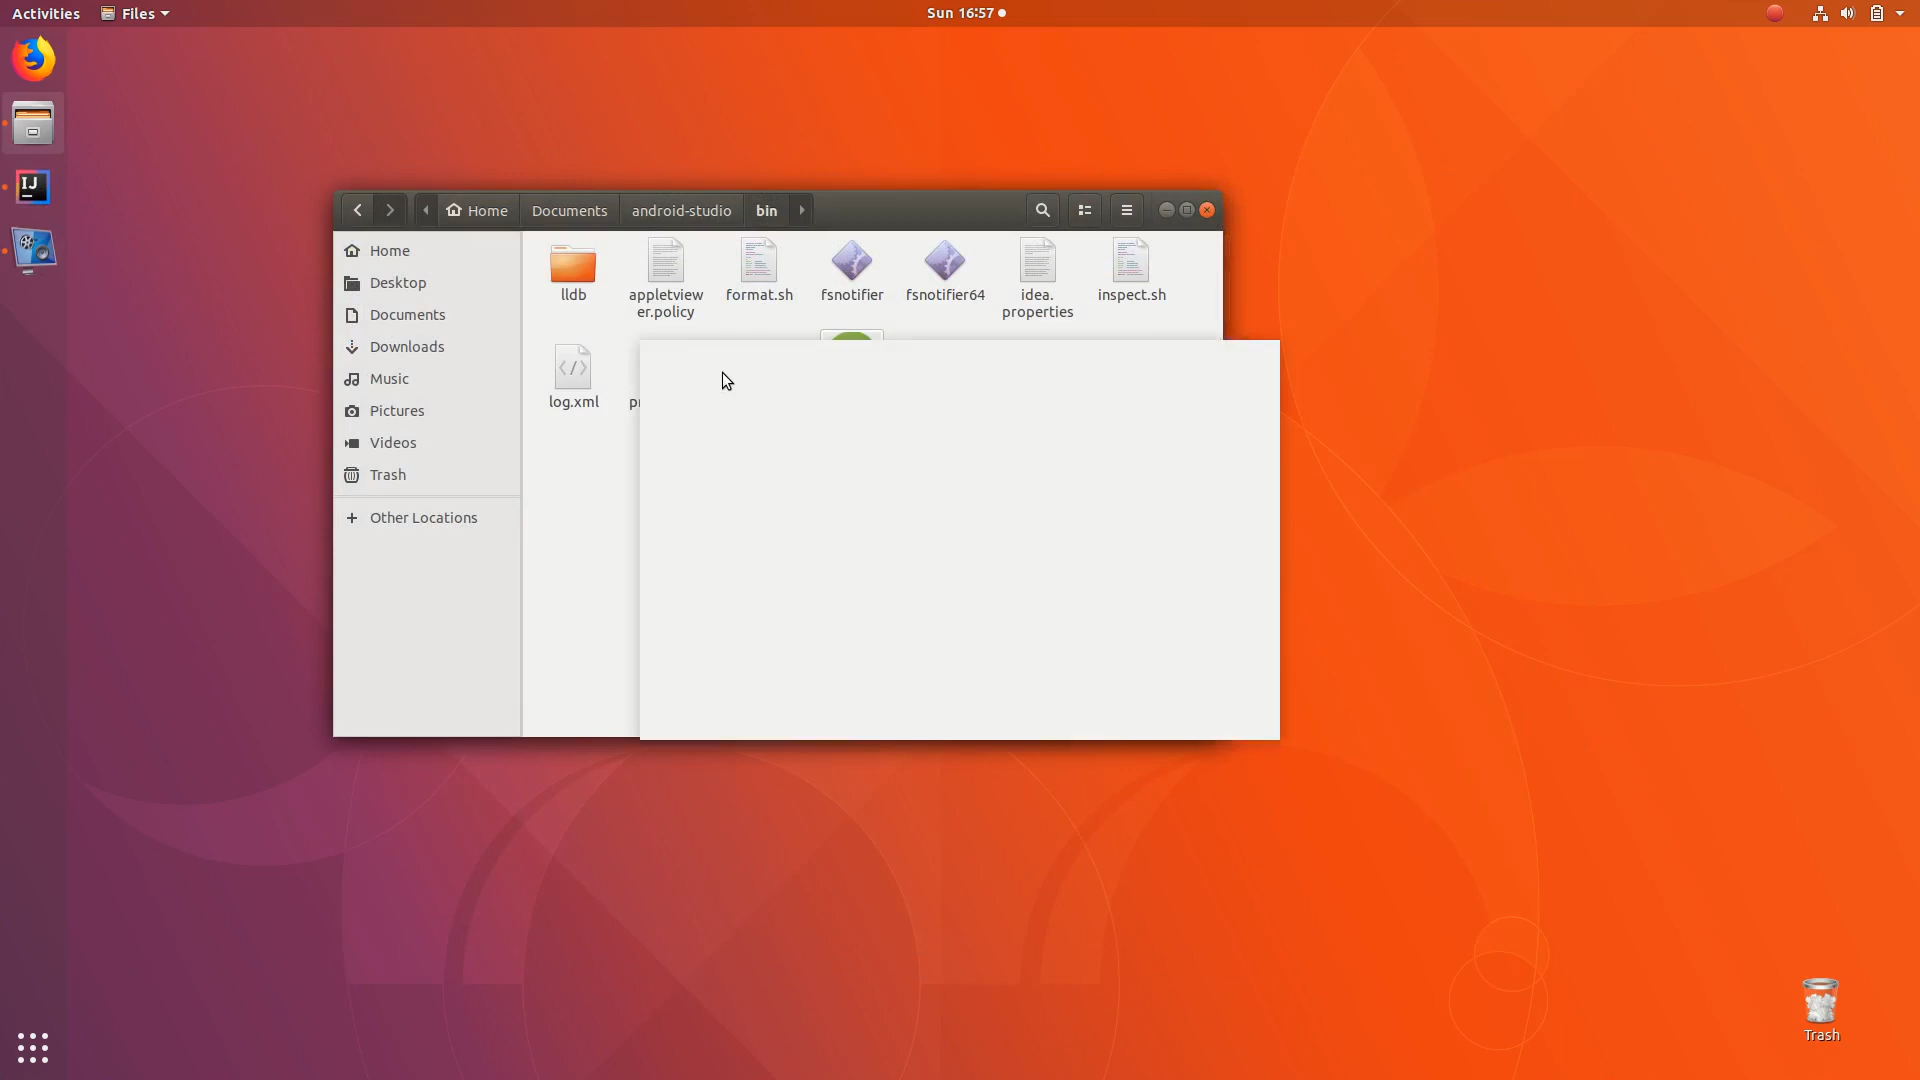 Activities Files Sun 16:57
IJ
Home Documents android-studio bin
Home
Desktop
Documents
Downloads
Music
Pictures
Videos
Trash
Other Locations
lldb
appletview
er.policy
format.sh
fsnotifier
fsnotifier64
idea.
properties
inspect.sh
log.xml
Trash